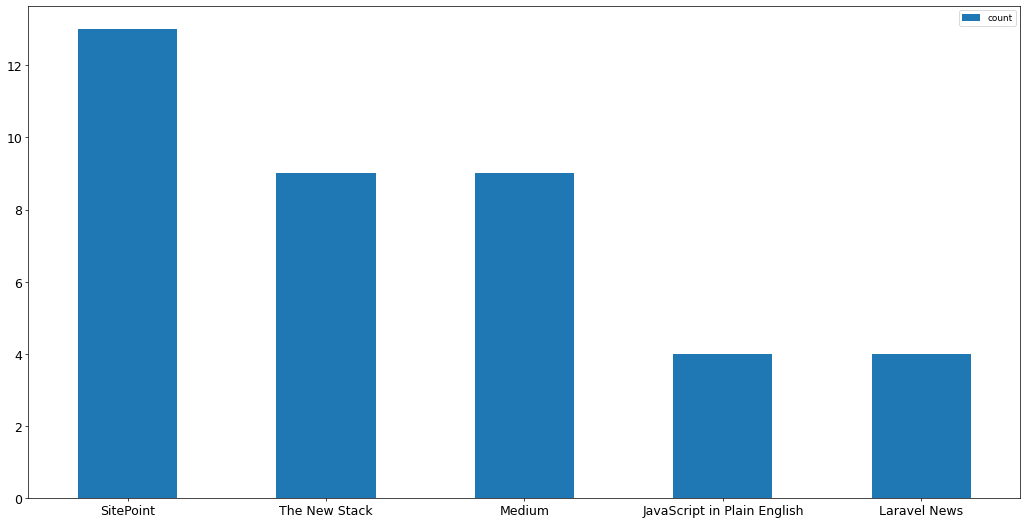 count
12
10
8
6
4
2
0
SitePoint
The New Stack
Medium
JavaScript in Plain English
Laravel News